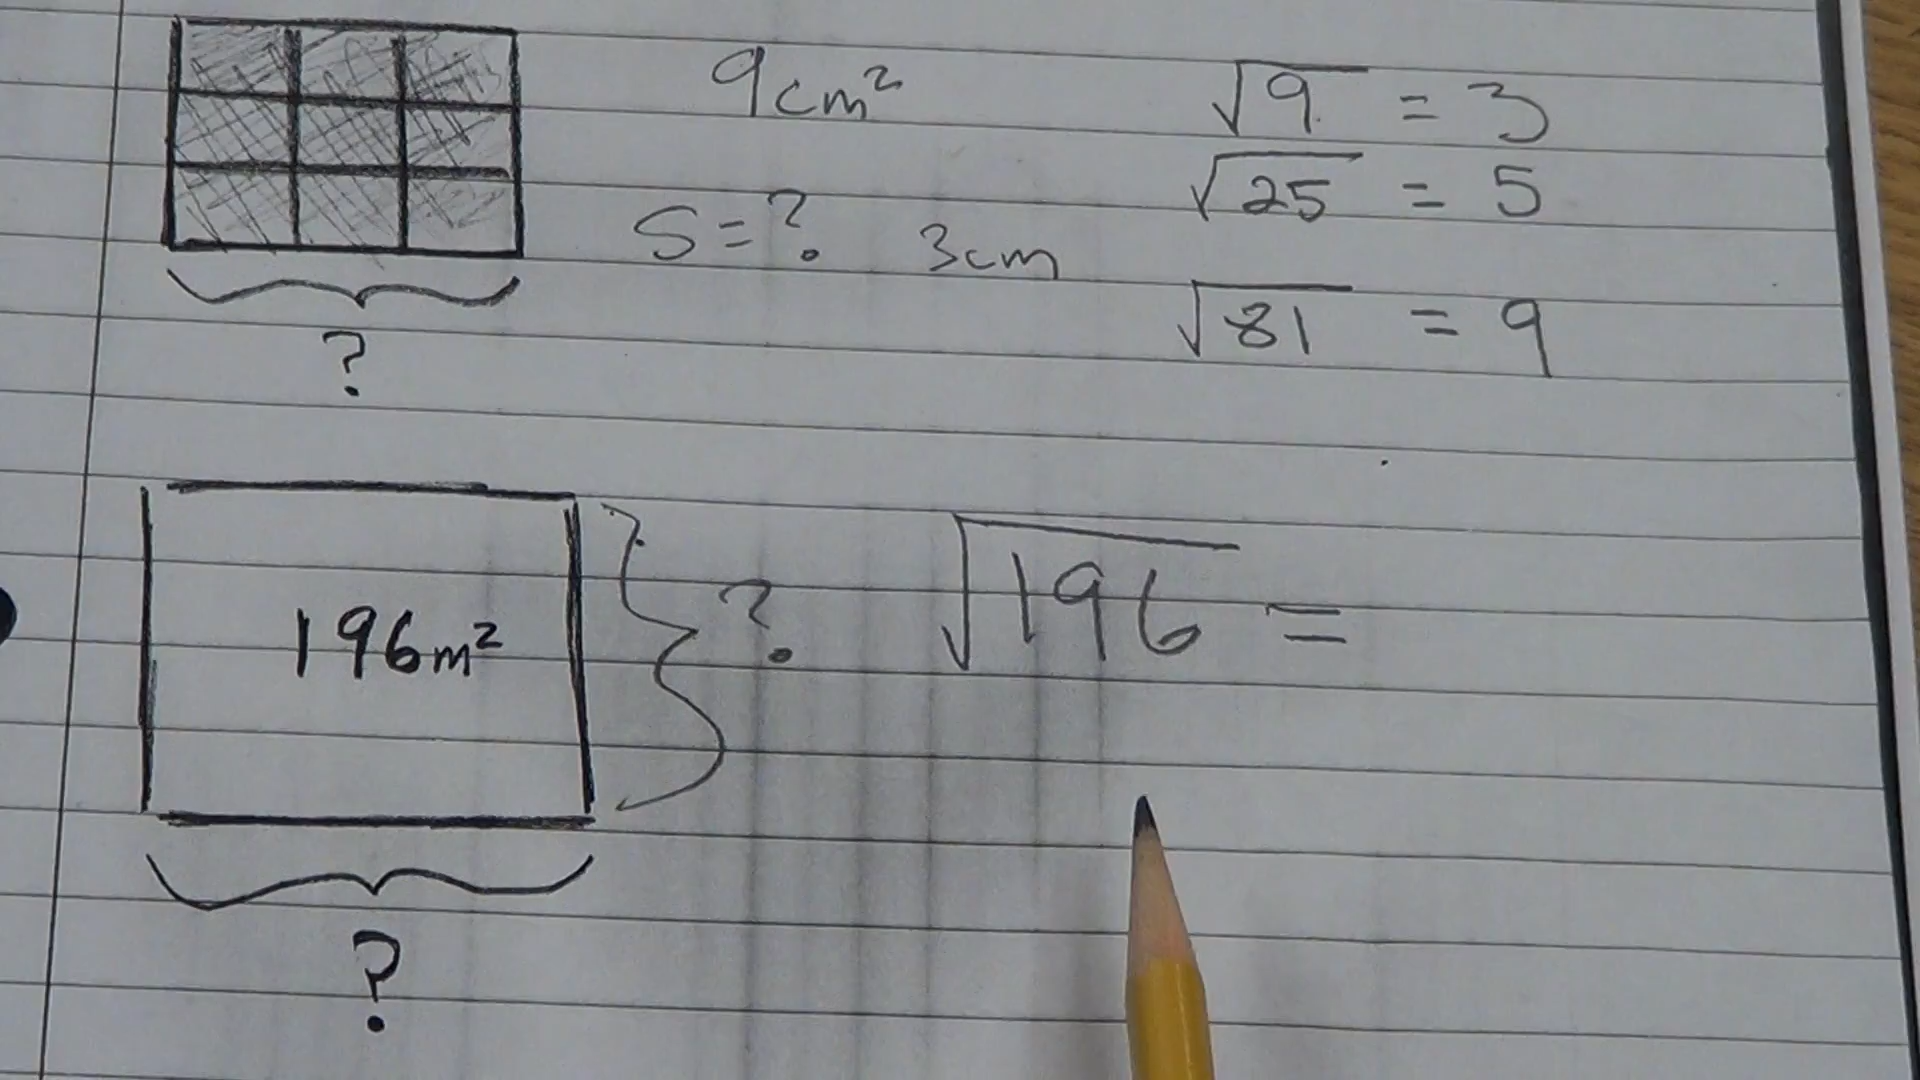 9cm²
√9 = 3
√25 = 5
S=? 3cm
√81 = 9
?
196m²
? √196 =
?